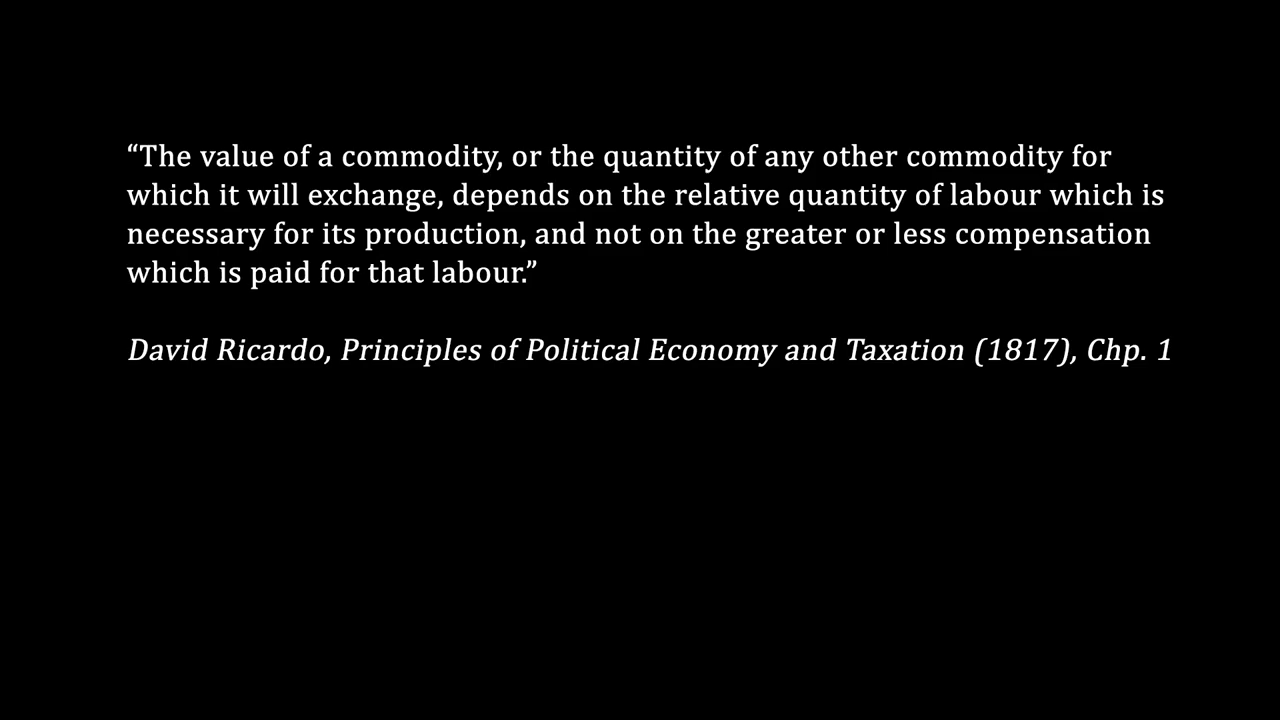 “The value of a commodity, or the quantity of any other commodity for
which it will exchange, depends on the relative quantity of labour which is
necessary for its production, and not on the greater or less compensation
which is paid for that labour.”
David Ricardo, Principles of Political Economy and Taxation (1817), Chp. 1